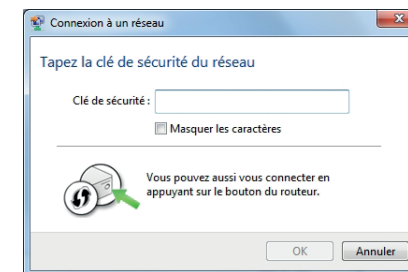 Connexion à un réseau
Tapez la clé de sécurité du réseau
Clé de sécurité :
Masquer les caractères
Vous pouvez aussi vous connecter en
appuyant sur le bouton du routeur.
OK
Annuler